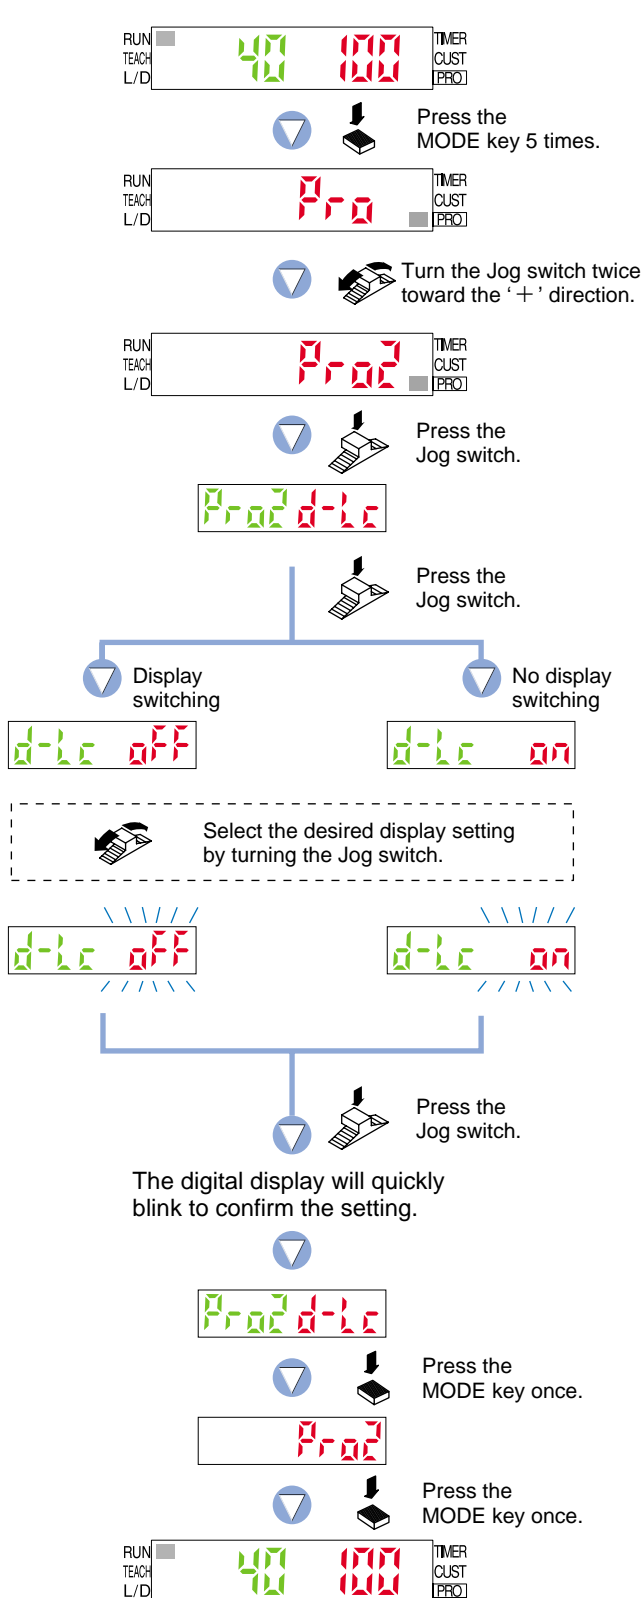 RUN
TEACH
L/D
40 100
TIMER
CUST
PRO
Press the
MODE key 5 times.
RUN
TEACH
L/D
Pro
TIMER
CUST
PRO
Turn the Jog switch twice
toward the ‘＋’ direction.
RUN
TEACH
L/D
Pro2
TIMER
CUST
PRO
Press the
Jog switch.
Pro2 d-Lc
Press the
Jog switch.
Display
switching
No display
switching
d-Lc oFF
d-Lc on
Select the desired display setting
by turning the Jog switch.
d-Lc oFF
d-Lc on
Press the
Jog switch.
The digital display will quickly
blink to confirm the setting.
Pro2 d-Lc
Press the
MODE key once.
Pro2
Press the
MODE key once.
RUN
TEACH
L/D
40 100
TIMER
CUST
PRO